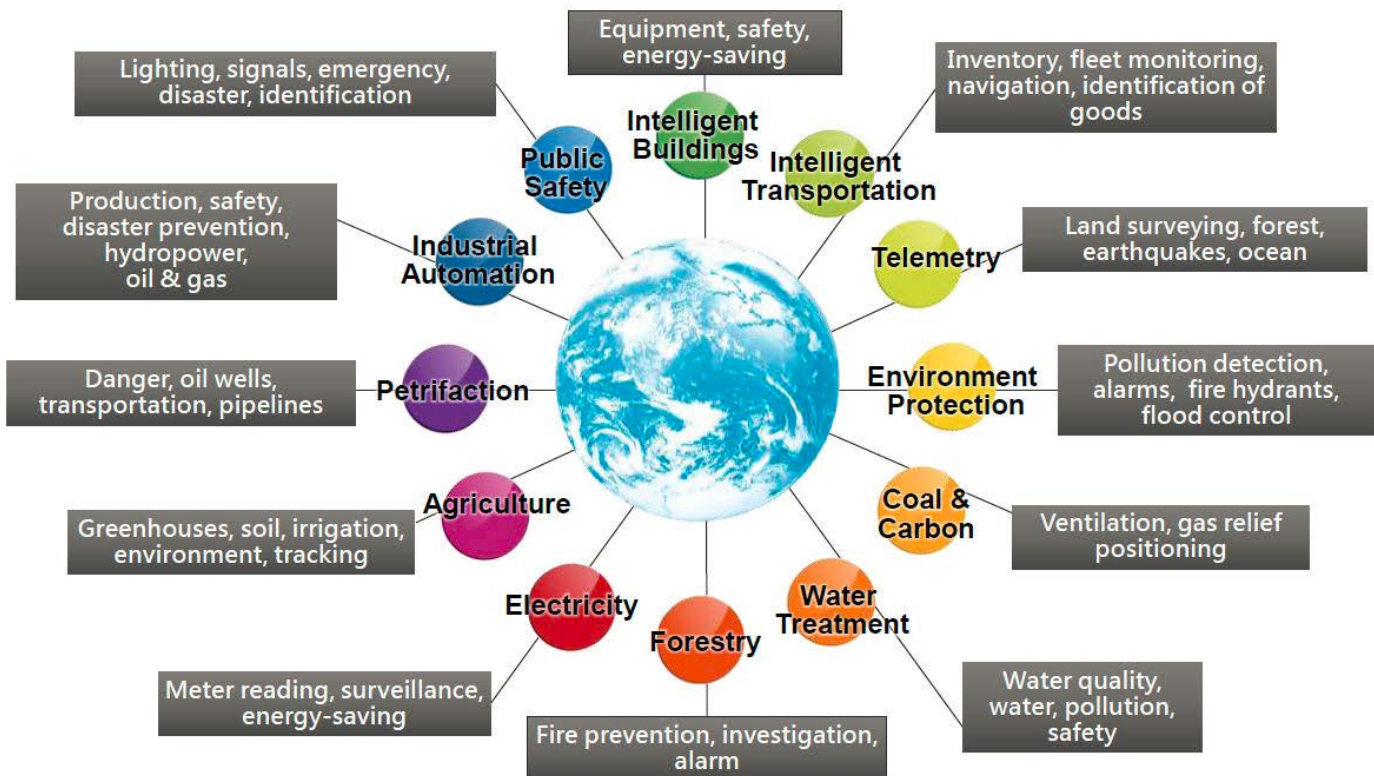 Equipment, safety,
energy-saving
Intelligent
Buildings
Inventory, fleet monitoring,
navigation, identification of
goods
Intelligent
Transportation
Land surveying, forest,
earthquakes, ocean
Telemetry
Pollution detection,
alarms, fire hydrants,
flood control
Environment
Protection
Ventilation, gas relief
positioning
Coal &
Carbon
Water quality,
water, pollution,
safety
Water
Treatment
Fire prevention, investigation,
alarm
Forestry
Meter reading, surveillance,
energy-saving
Electricity
Greenhouses, soil, irrigation,
environment, tracking
Agriculture
Danger, oil wells,
transportation, pipelines
Petrifaction
Production, safety,
disaster prevention,
hydropower,
oil & gas
Industrial
Automation
Lighting, signals, emergency,
disaster, identification
Public
Safety